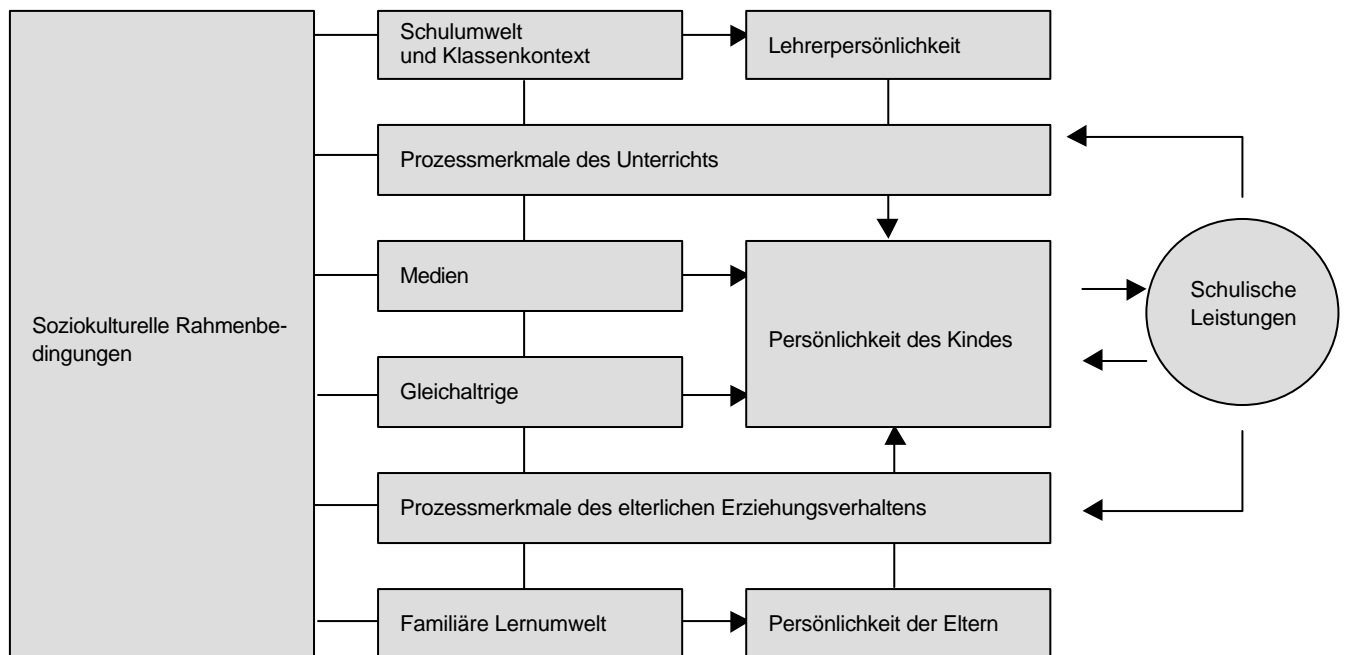 Schulumwelt
und Klassenkontext
Lehrerpersönlichkeit
Prozessmerkmale des Unterrichts
Medien
Soziokulturelle Rahmenbe-
dingungen
Persönlichkeit des Kindes
Schulische
Leistungen
Gleichaltrige
Prozessmerkmale des elterlichen Erziehungsverhaltens
Familiäre Lernumwelt
Persönlichkeit der Eltern